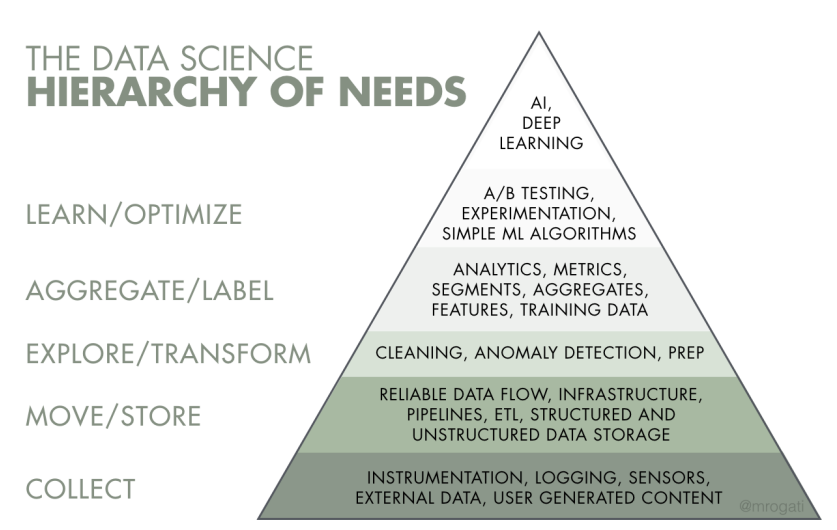 THE DATA SCIENCE
HIERARCHY OF NEEDS
AI,
DEEP
LEARNING
LEARN/OPTIMIZE
A/B TESTING,
EXPERIMENTATION,
SIMPLE ML ALGORITHMS
AGGREGATE/LABEL
ANALYTICS, METRICS,
SEGMENTS, AGGREGATES,
FEATURES, TRAINING DATA
EXPLORE/TRANSFORM
CLEANING, ANOMALY DETECTION, PREP
MOVE/STORE
RELIABLE DATA FLOW, INFRASTRUCTURE,
PIPELINES, ETL, STRUCTURED AND
UNSTRUCTURED DATA STORAGE
COLLECT
INSTRUMENTATION, LOGGING, SENSORS,
EXTERNAL DATA, USER GENERATED CONTENT
@mrogati